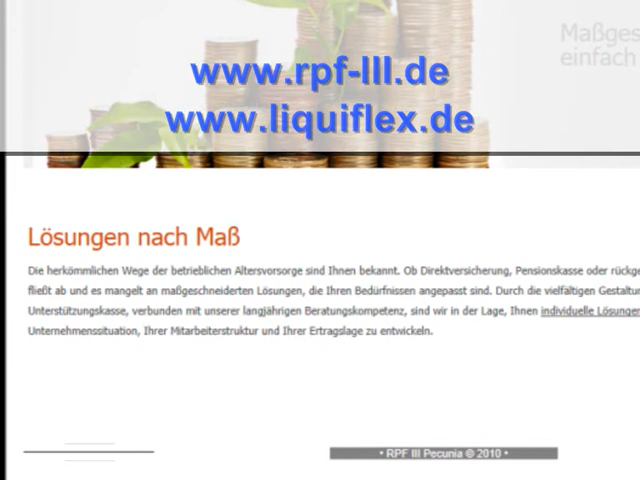 Maßges
einfach
www.rpf-III.de
www.liquiflex.de
Lösungen nach Maß
Die herkömmlichen Wege der betrieblichen Altersvorsorge sind Ihnen bekannt. Ob Direktversicherung, Pensionskasse oder rückge
fließt ab und es mangelt an maßgeschneiderten Lösungen, die Ihren Bedürfnissen angepasst sind. Durch die vielfältigen Gestaltu
Unterstützungskasse, verbunden mit unserer langjährigen Beratungskompetenz, sind wir in der Lage, Ihnen individuelle Lösungen
Unternehmenssituation, Ihrer Mitarbeiterstruktur und Ihrer Ertragslage zu entwickeln.
• RPF III Pecunia © 2010 •